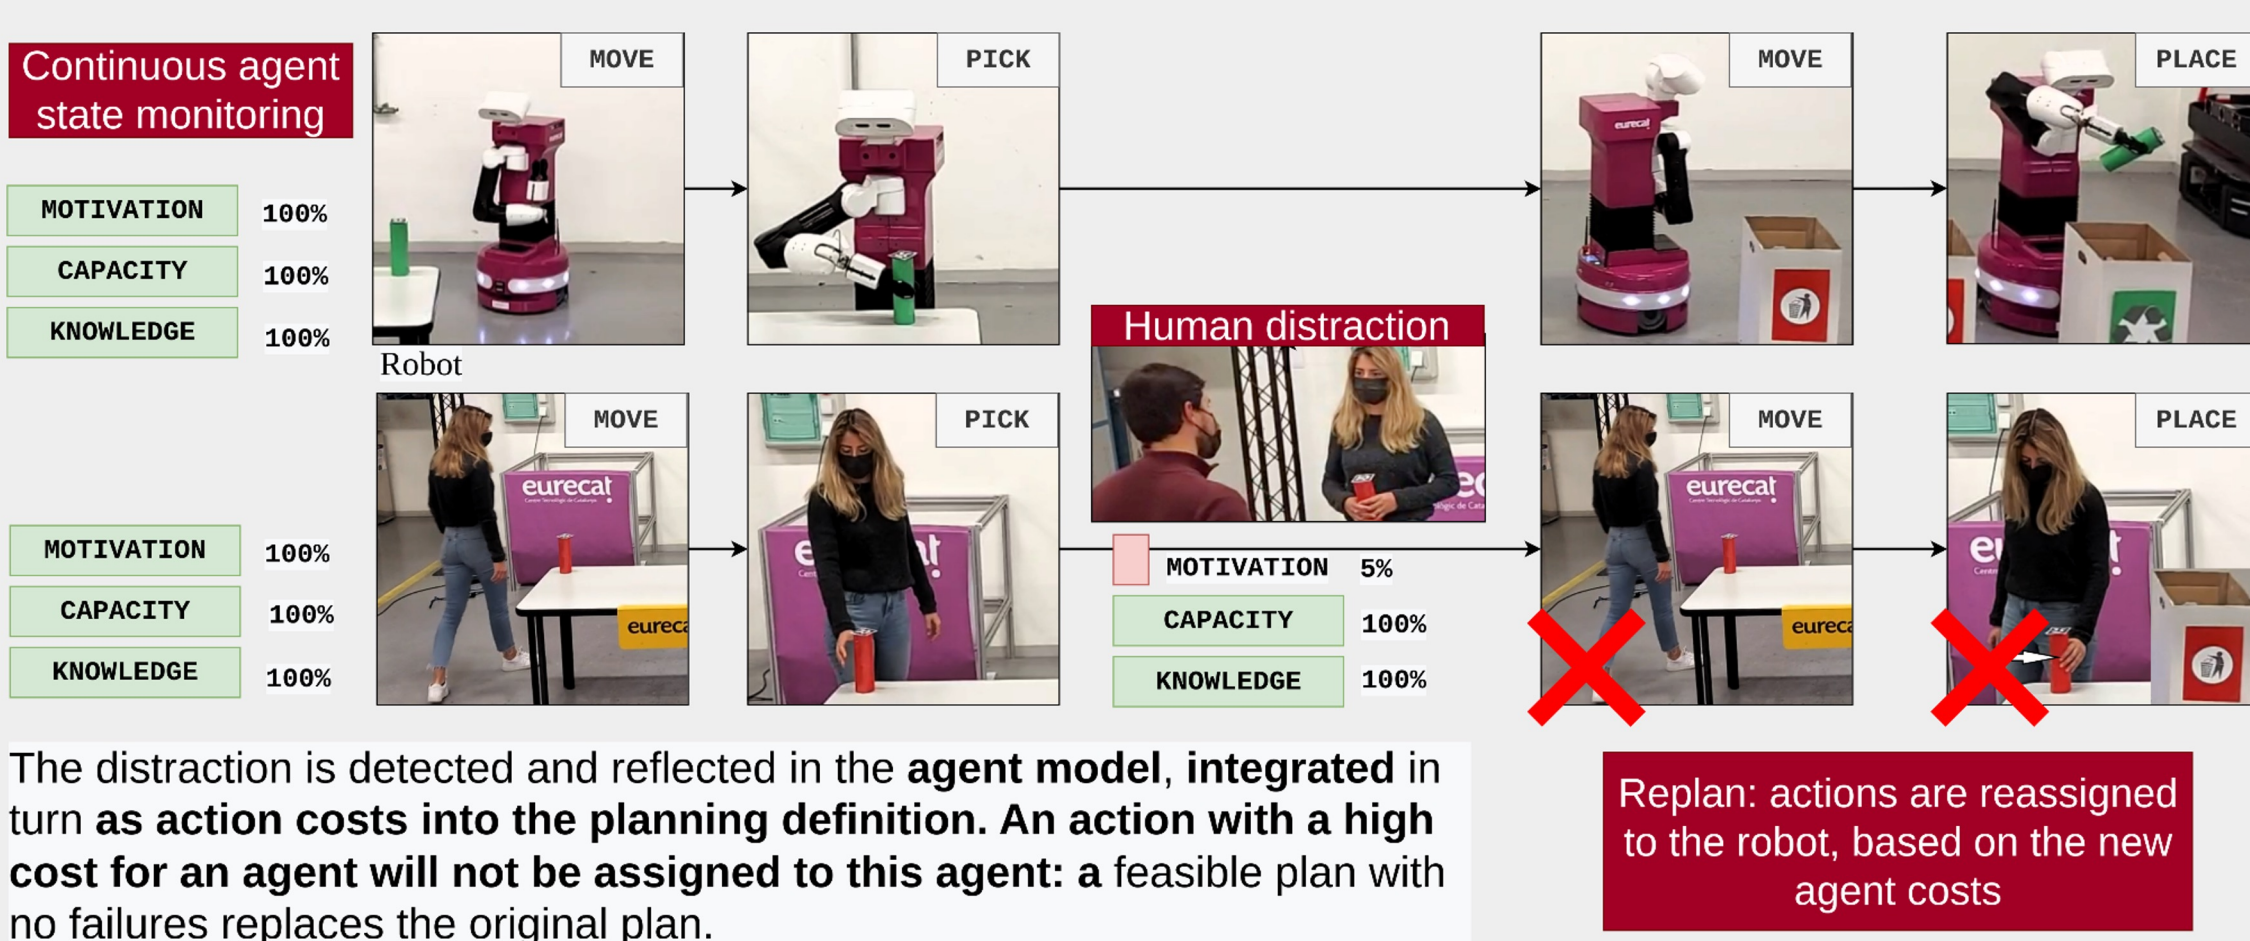 Continuous agent
state monitoring
MOTIVATION 100%
CAPACITY 100%
KNOWLEDGE 100%
MOVE
PICK
MOVE
eurecat
PLACE
Robot
Human distraction
MOTIVATION 100%
CAPACITY 100%
KNOWLEDGE 100%
MOVE
eurecat
eureca
PICK
MOTIVATION 5%
CAPACITY 100%
KNOWLEDGE 100%
MOVE
eurecat
eureca
PLACE
The distraction is detected and reflected in the agent model, integrated in
turn as action costs into the planning definition. An action with a high
cost for an agent will not be assigned to this agent: a feasible plan with
no failures replaces the original plan.
Replan: actions are reassigned
to the robot, based on the new
agent costs